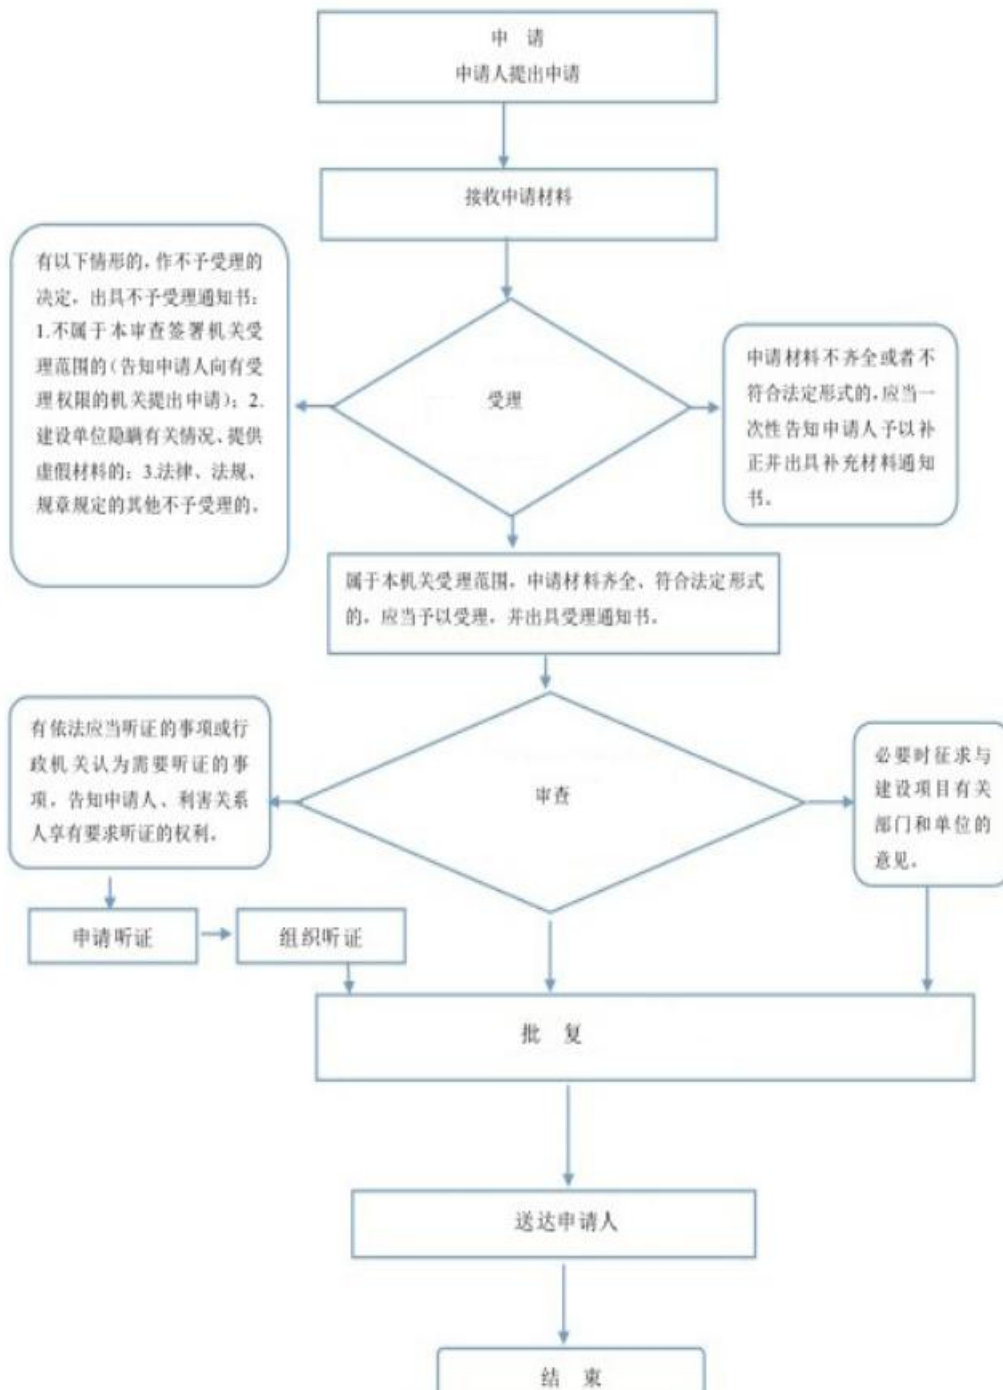 申 请
申请人提出申请
接收申请材料
有以下情形的，作不予受理的
决定，出具不予受理通知书：
1.不属于本审查签署机关受
理范围的（告知申请人向有受
理权限的机关提出申请）；2.
建设单位隐瞒有关情况、提供
虚假材料的；3.法律、法规、
规章规定的其他不予受理的。
受理
申请材料不齐全或者不
符合法定形式的，应当一
次性告知申请人予以补
正并出具补充材料通知
书。
属于本机关受理范围，申请材料齐全、符合法定形式
的，应当予以受理，并出具受理通知书。
有依法应当听证的事项或行
政机关认为需要听证的事
项，告知申请人、利害关系
人享有要求听证的权利。
审查
必要时征求与
建设项目有关
部门和单位的
意见。
申请听证
组织听证
批 复
送达申请人
结 束